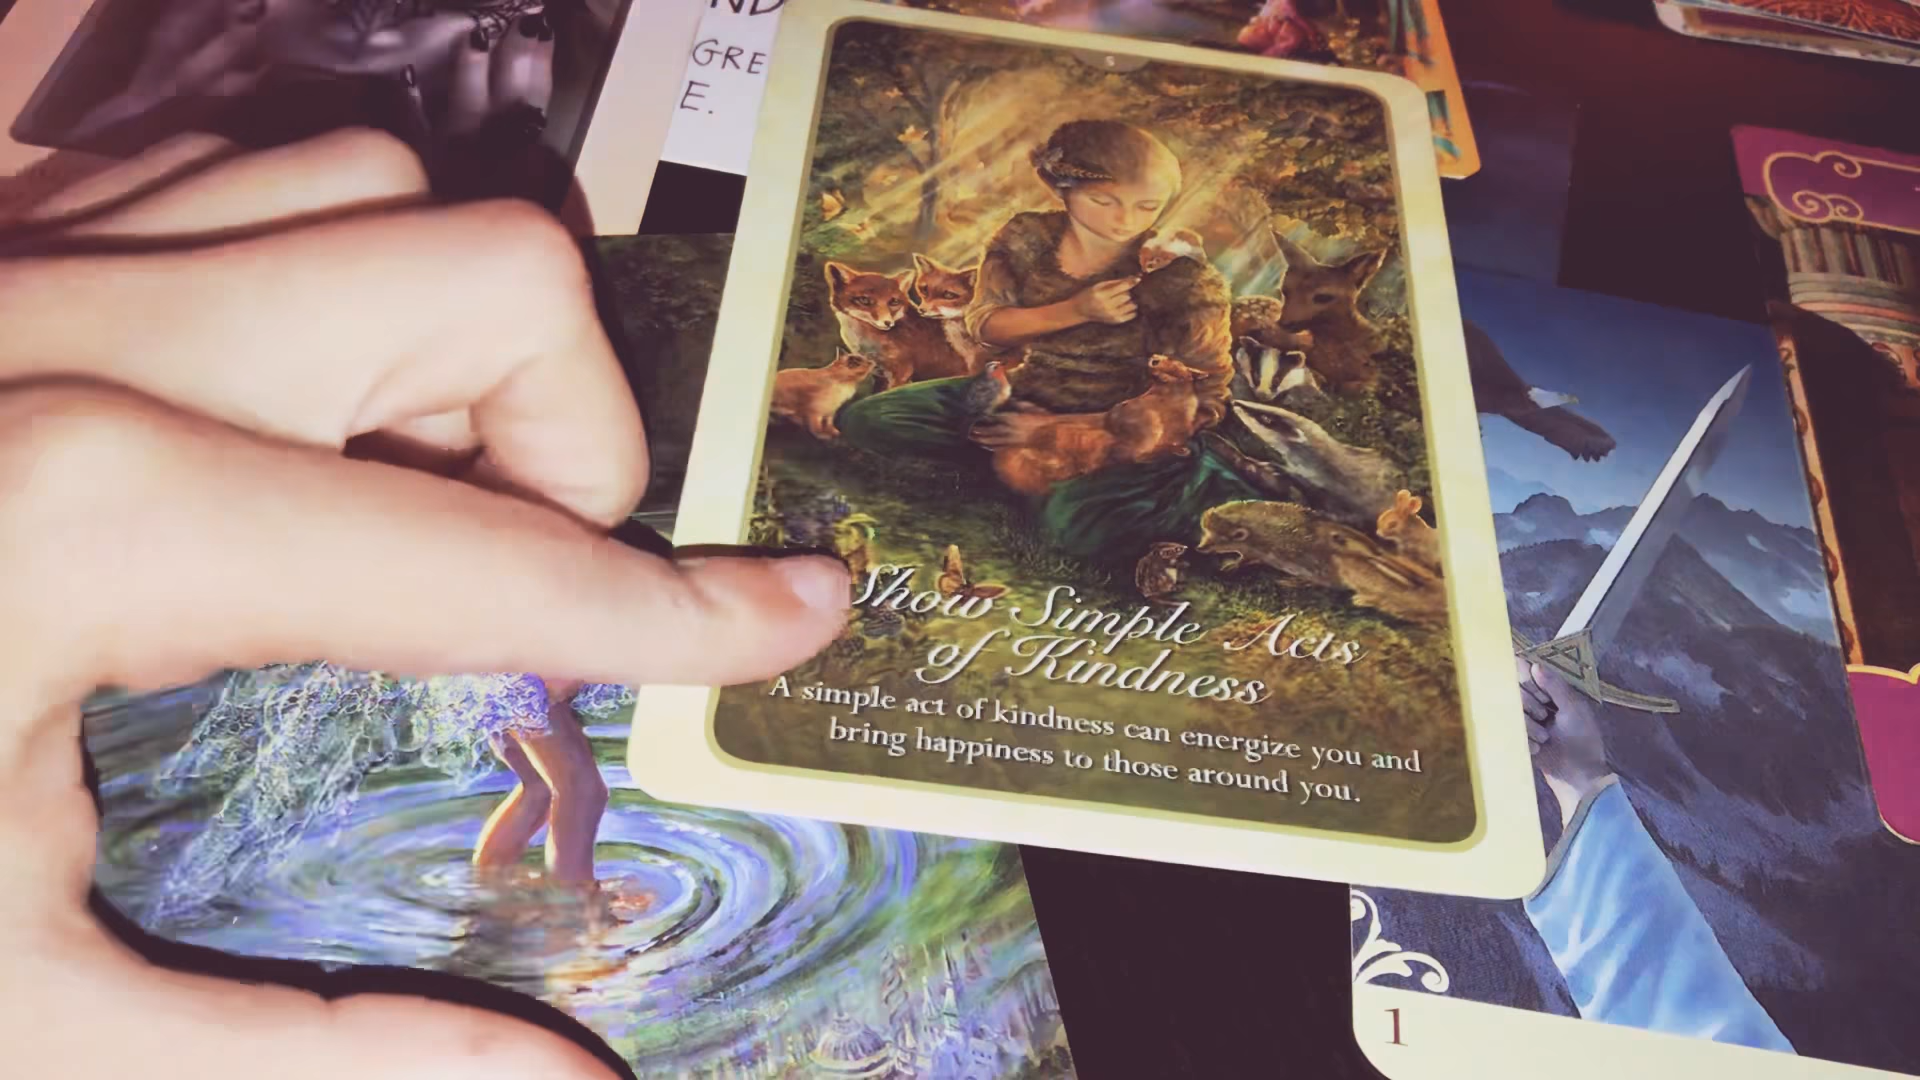 ND
GRE
E.
5
Show Simple Acts
of Kindness
A simple act of kindness can energize you and
bring happiness to those around you.
1